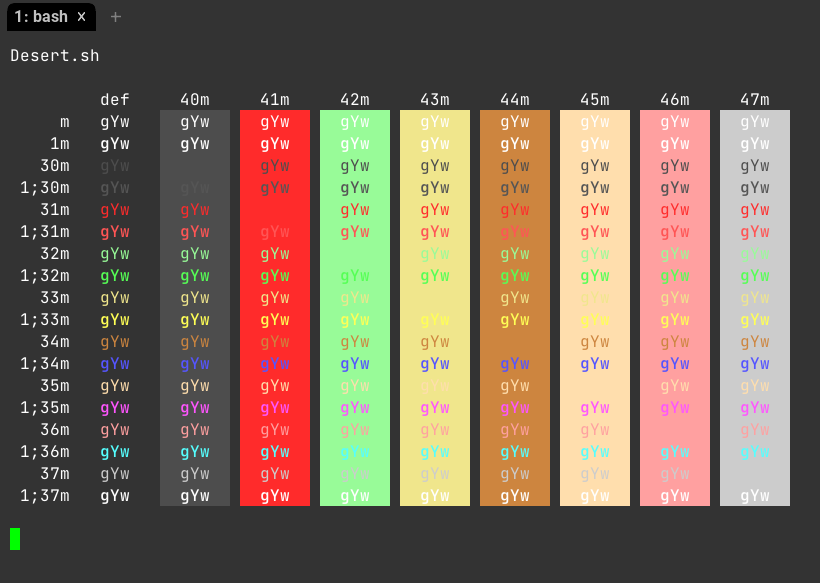 1: bash × +
Desert.sh
def 40m 41m 42m 43m 44m 45m 46m 47m
m gYw gYw gYw gYw gYw gYw gYw gYw gYw
1m gYw gYw gYw gYw gYw gYw gYw gYw gYw
30m gYw gYw gYw gYw gYw gYw gYw gYw
1;30m gYw gYw gYw gYw gYw gYw gYw gYw gYw
31m gYw gYw gYw gYw gYw gYw gYw gYw
1;31m gYw gYw gYw gYw gYw gYw gYw gYw gYw
32m gYw gYw gYw gYw gYw gYw gYw gYw
1;32m gYw gYw gYw gYw gYw gYw gYw gYw gYw
33m gYw gYw gYw gYw gYw gYw gYw gYw
1;33m gYw gYw gYw gYw gYw gYw gYw gYw gYw
34m gYw gYw gYw gYw gYw gYw gYw gYw
1;34m gYw gYw gYw gYw gYw gYw gYw gYw gYw
35m gYw gYw gYw gYw gYw gYw gYw gYw
1;35m gYw gYw gYw gYw gYw gYw gYw gYw gYw
36m gYw gYw gYw gYw gYw gYw gYw gYw
1;36m gYw gYw gYw gYw gYw gYw gYw gYw gYw
37m gYw gYw gYw gYw gYw gYw gYw gYw
1;37m gYw gYw gYw gYw gYw gYw gYw gYw gYw